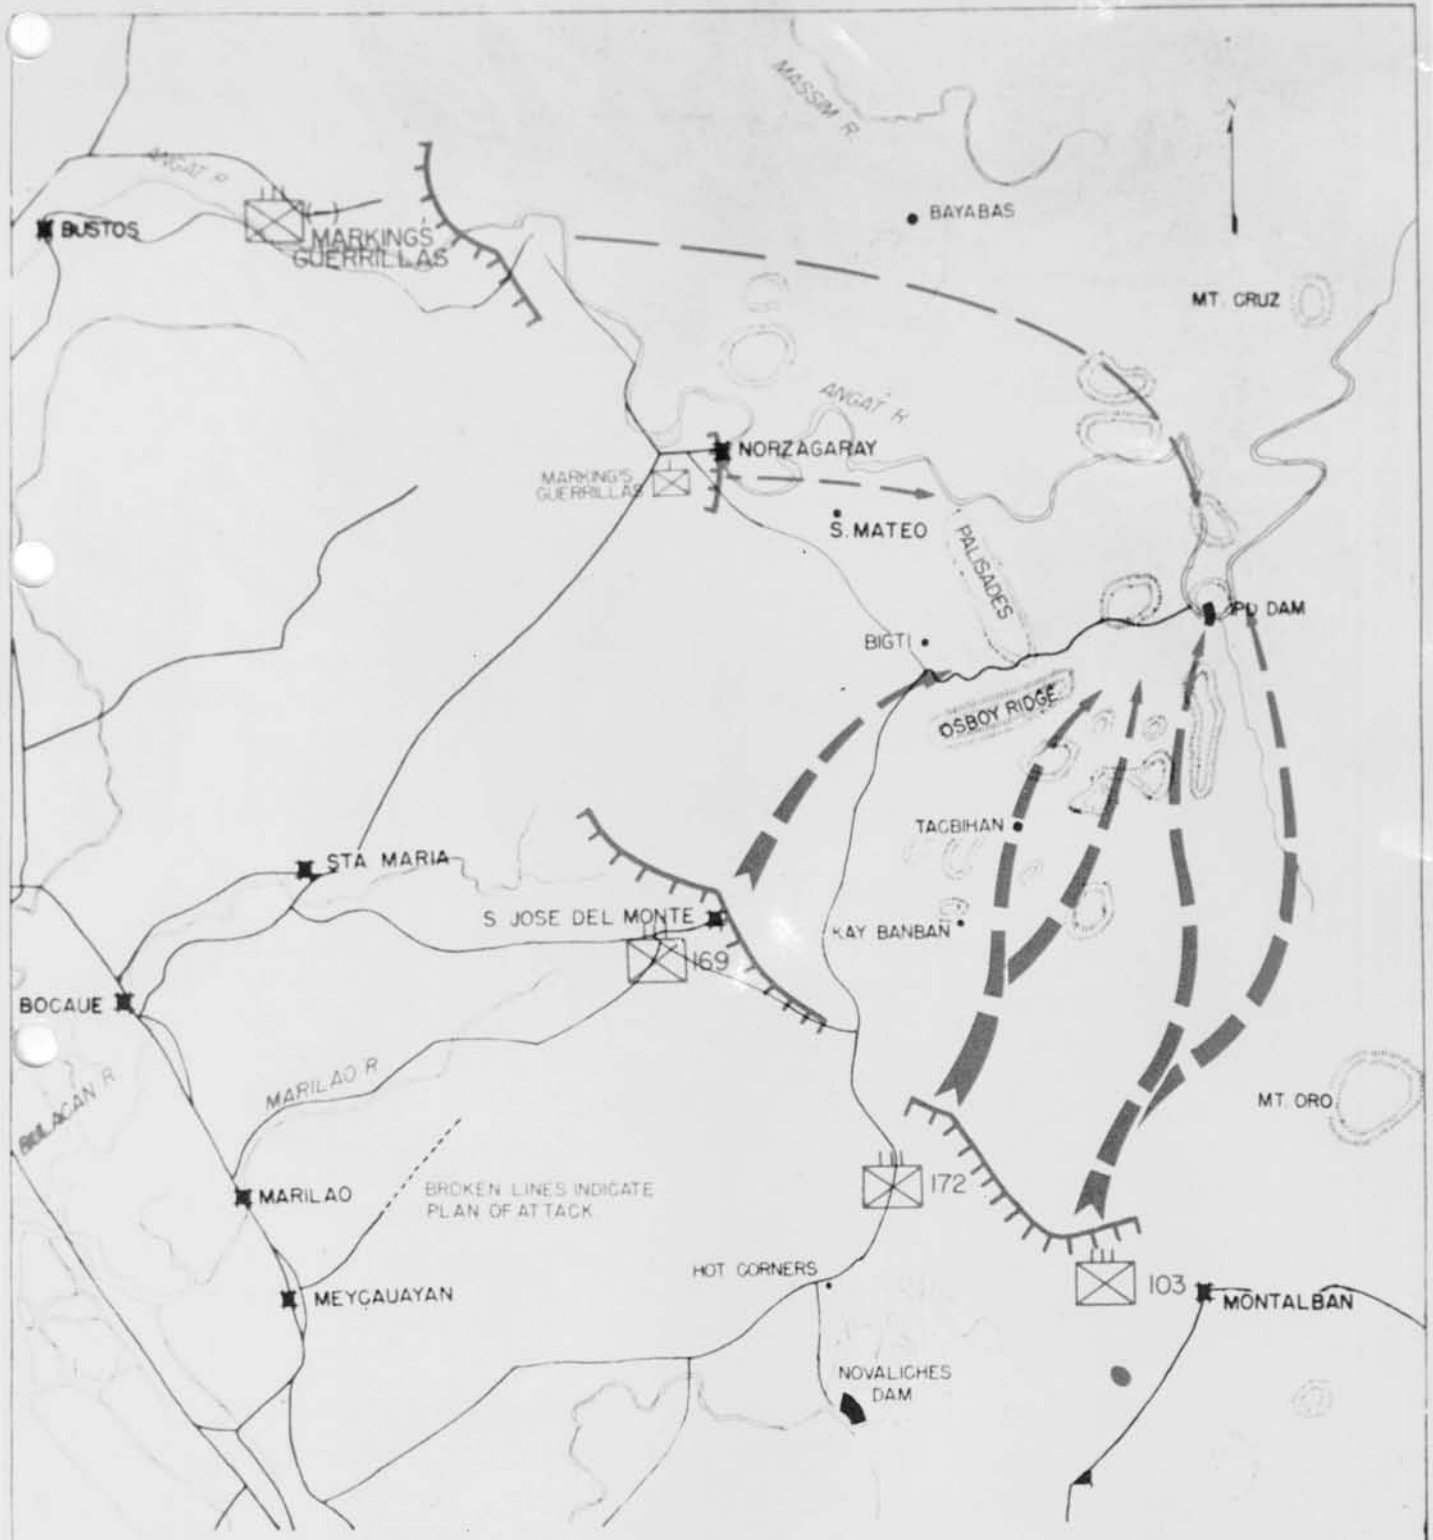 MASSIM R.
N
ANGAT R
BAYABAS
BUSTOS
(-)
MARKING'S
GUERRILLAS
MT. CRUZ
ANGAT R
NORZAGARAY
MARKING'S
GUERRILLAS
S. MATEO
PALISADES
IPO DAM
BIGTI
OSBOY RIDGE
TAGBIHAN
STA MARIA
S JOSE DEL MONTE
KAY BANBAN
169
BOCAUE
MARILAO R
BULACAN R.
MT. ORO
172
MARILAO
BROKEN LINES INDICATE
PLAN OF ATTACK
HOT CORNERS
103
MEYCAUAYAN
MONTALBAN
NOVALICHES
DAM